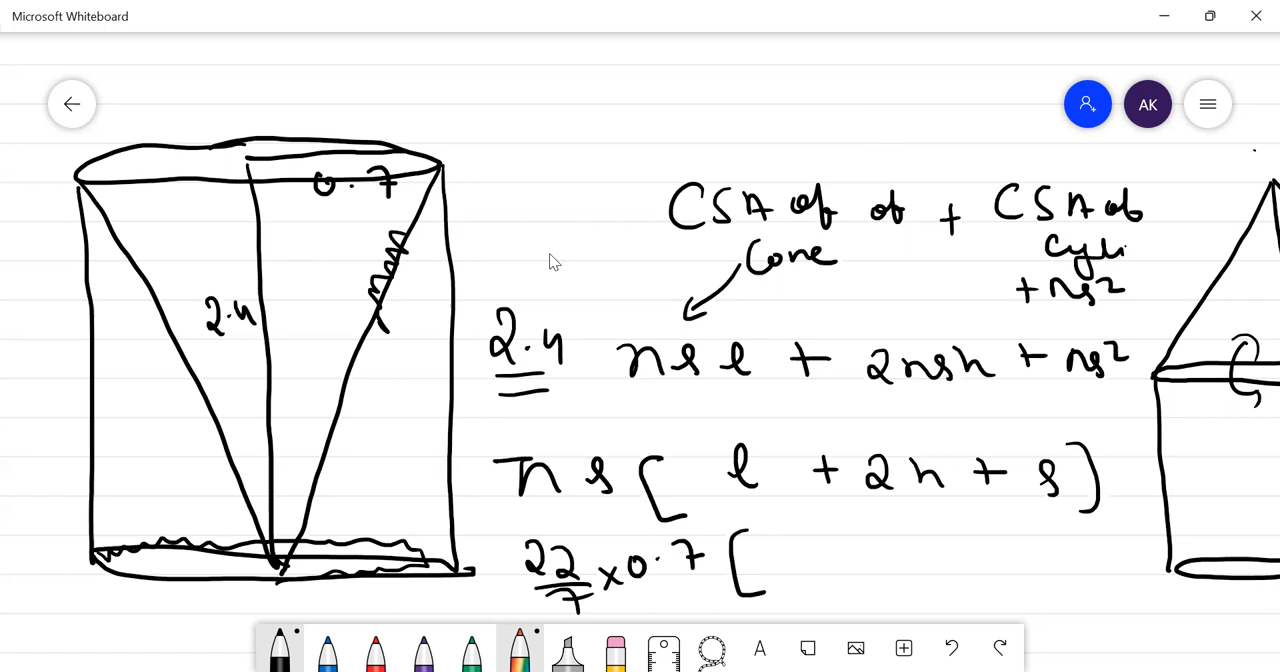 Microsoft Whiteboard
AK
0.7
2.4
CSA of of + CSA of
Cone
Cyli
+ πr²
2.4
πrl + 2πrh + πr²
πr[ l + 2h + r ]
22/7 × 0.7 [
A